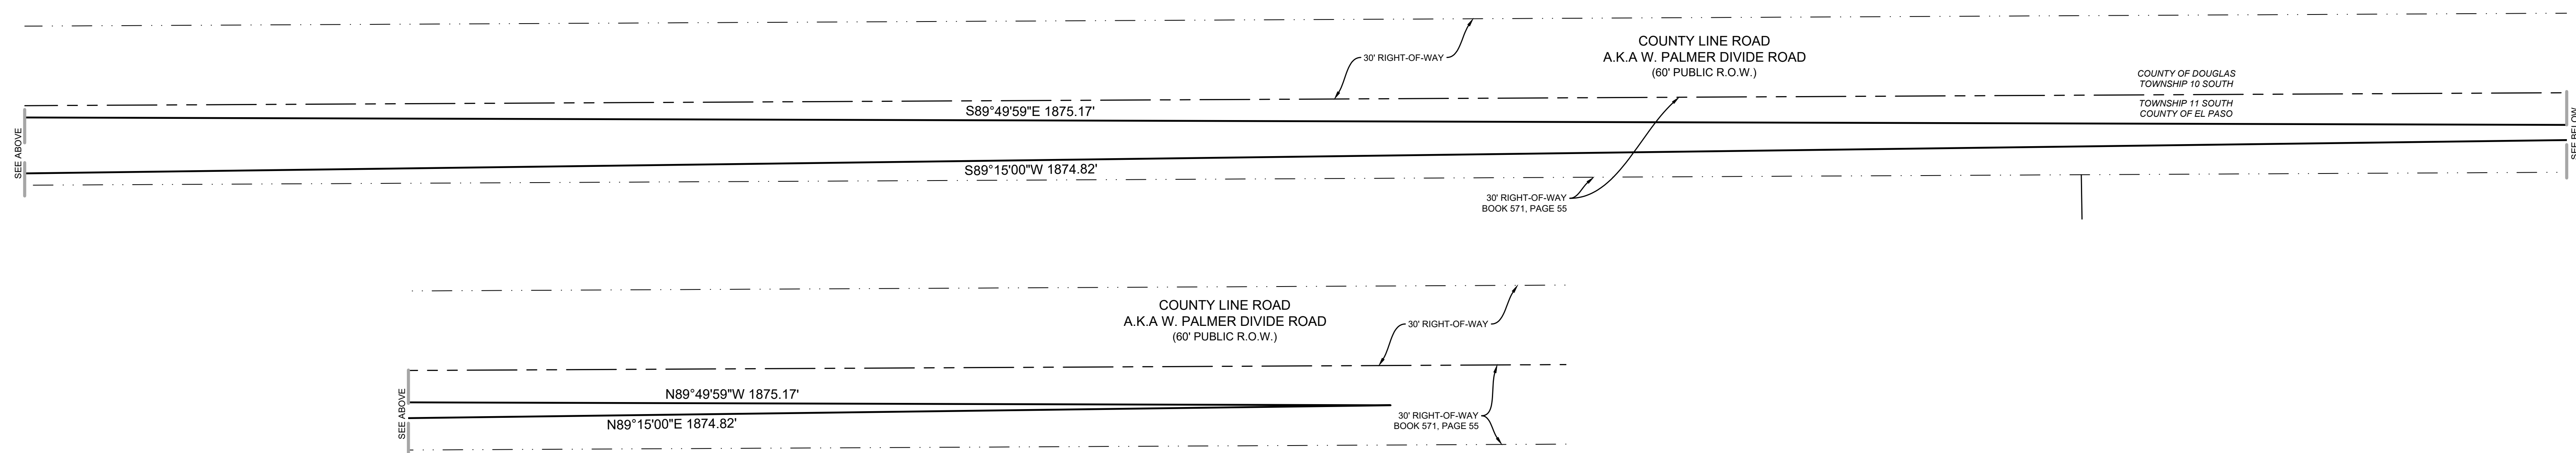 30' RIGHT-OF-WAY
COUNTY LINE ROAD
A.K.A W. PALMER DIVIDE ROAD
(60' PUBLIC R.O.W.)
COUNTY OF DOUGLAS
TOWNSHIP 10 SOUTH
TOWNSHIP 11 SOUTH
COUNTY OF EL PASO
S89°49'59"E 1875.17'
SEE ABOVE
SEE BELOW
S89°15'00"W 1874.82'
30' RIGHT-OF-WAY
BOOK 571, PAGE 55
COUNTY LINE ROAD
A.K.A W. PALMER DIVIDE ROAD
(60' PUBLIC R.O.W.)
30' RIGHT-OF-WAY
SEE ABOVE
N89°49'59"W 1875.17'
N89°15'00"E 1874.82'
30' RIGHT-OF-WAY
BOOK 571, PAGE 55